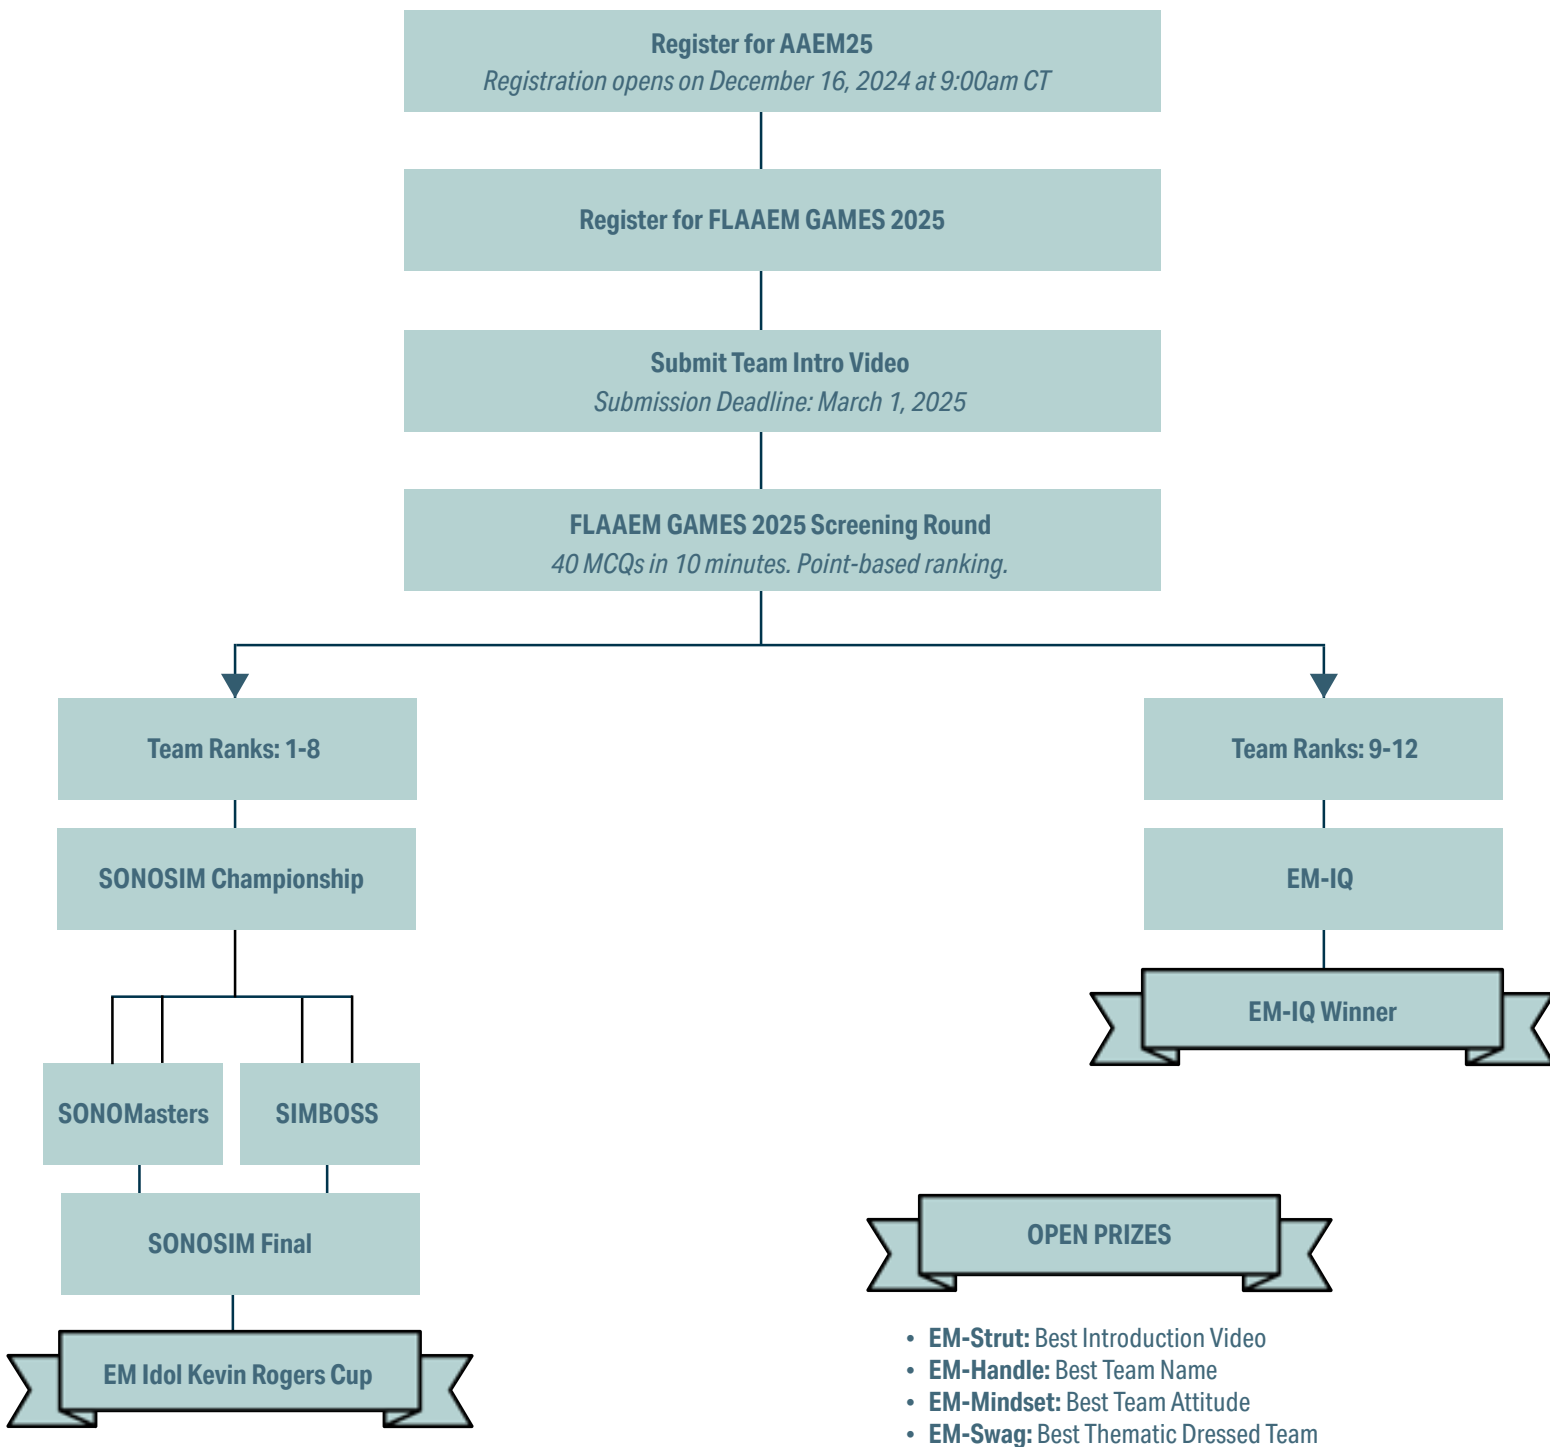 Register for AAEM25
Registration opens on December 16, 2024 at 9:00am CT
Register for FLAAEM GAMES 2025
Submit Team Intro Video
Submission Deadline: March 1, 2025
FLAAEM GAMES 2025 Screening Round
40 MCQs in 10 minutes. Point-based ranking.
Team Ranks: 1-8
SONOSIM Championship
SONOMasters
SIMBOSS
SONOSIM Final
EM Idol Kevin Rogers Cup
Team Ranks: 9-12
EM-IQ
EM-IQ Winner
OPEN PRIZES
• EM-Strut: Best Introduction Video
• EM-Handle: Best Team Name
• EM-Mindset: Best Team Attitude
• EM-Swag: Best Thematic Dressed Team